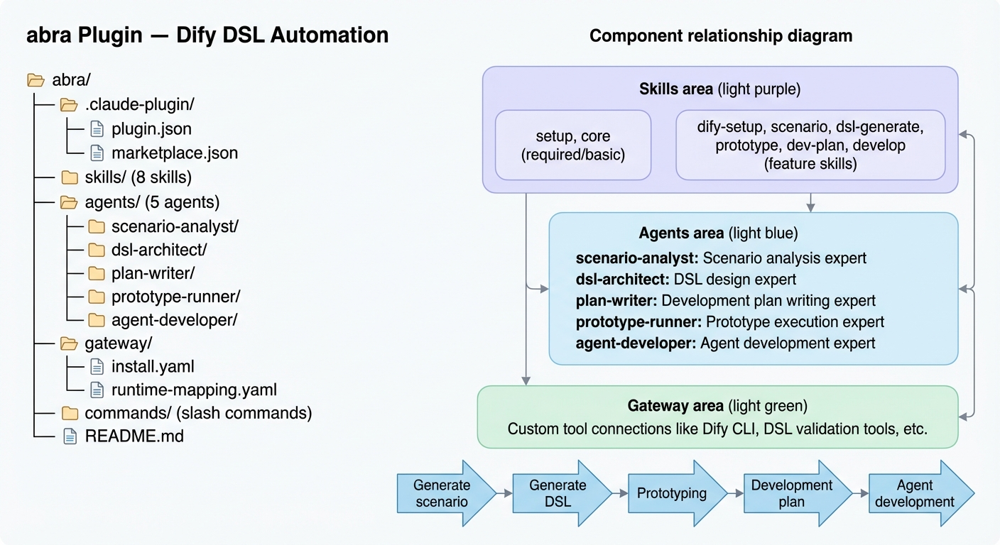 abra Plugin — Dify DSL Automation
abra/
.claude-plugin/
plugin.json
marketplace.json
skills/ (8 skills)
agents/ (5 agents)
scenario-analyst/
dsl-architect/
plan-writer/
prototype-runner/
agent-developer/
gateway/
install.yaml
runtime-mapping.yaml
commands/ (slash commands)
README.md
Component relationship diagram
Skills area (light purple)
setup, core
(required/basic)
dify-setup, scenario, dsl-generate,
prototype, dev-plan, develop
(feature skills)
Agents area (light blue)
scenario-analyst: Scenario analysis expert
dsl-architect: DSL design expert
plan-writer: Development plan writing expert
prototype-runner: Prototype execution expert
agent-developer: Agent development expert
Gateway area (light green)
Custom tool connections like Dify CLI, DSL validation tools, etc.
Generate
scenario
Generate
DSL
Prototyping
Development
plan
Agent
development